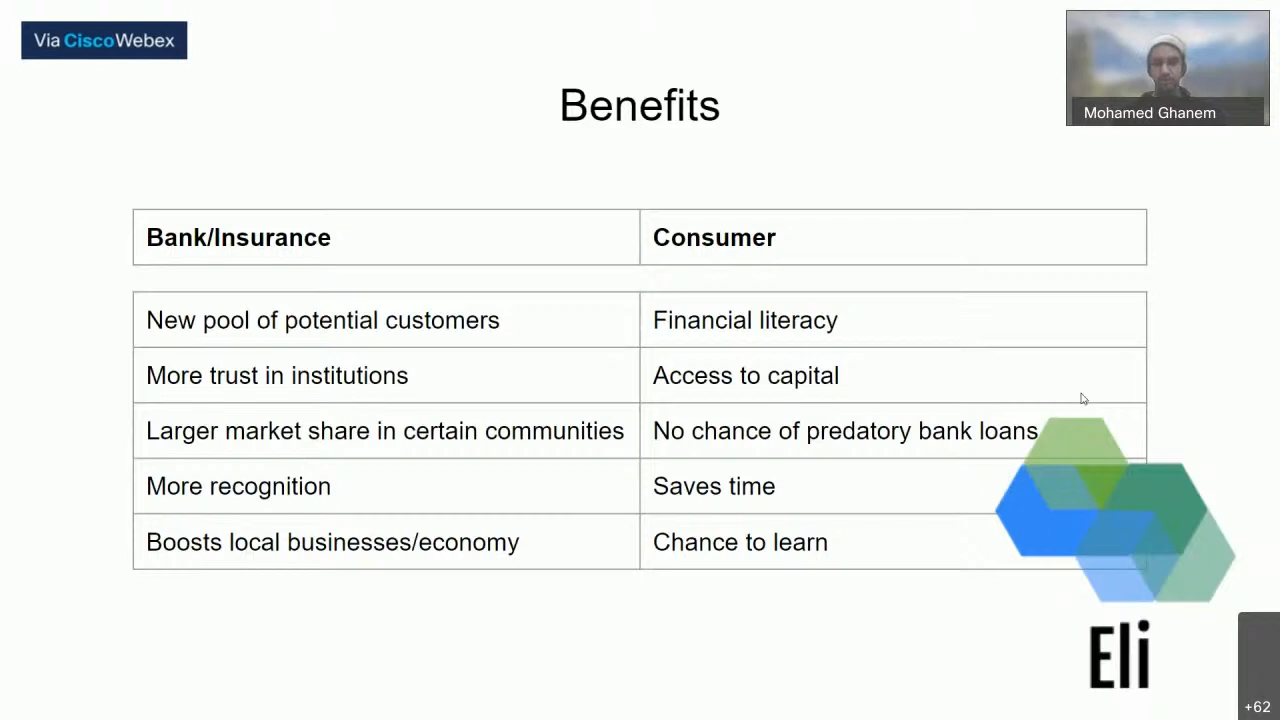 Via CiscoWebex
Mohamed Ghanem
Benefits
Bank/Insurance Consumer
New pool of potential customers Financial literacy
More trust in institutions Access to capital
Larger market share in certain communities No chance of predatory bank loans
More recognition Saves time
Boosts local businesses/economy Chance to learn
Eli
+62